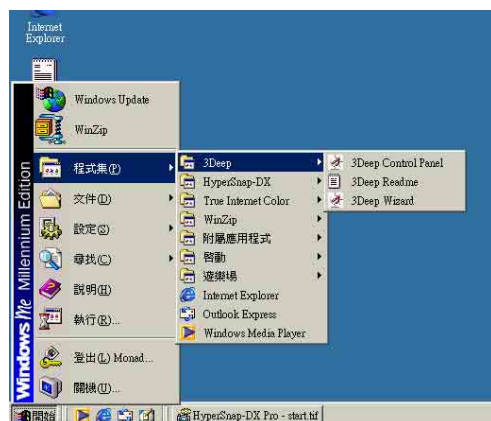 Internet
Explorer
Windows Update
WinZip
程式集(P)
文件(D)
設定(S)
尋找(C)
說明(H)
執行(R)...
登出(L) Monad...
關機(U)...
Windows Me Millennium Edition
3Deep
HyperSnap-DX
True Internet Color
WinZip
附屬應用程式
啓動
遊樂場
Internet Explorer
Outlook Express
Windows Media Player
3Deep Control Panel
3Deep Readme
3Deep Wizard
開始
HyperSnap-DX Pro - start.tif